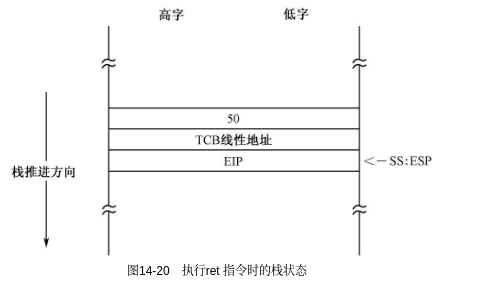 高字 低字
50
TCB线性地址
EIP <—SS:ESP
栈推进方向
图14-20 执行ret 指令时的栈状态